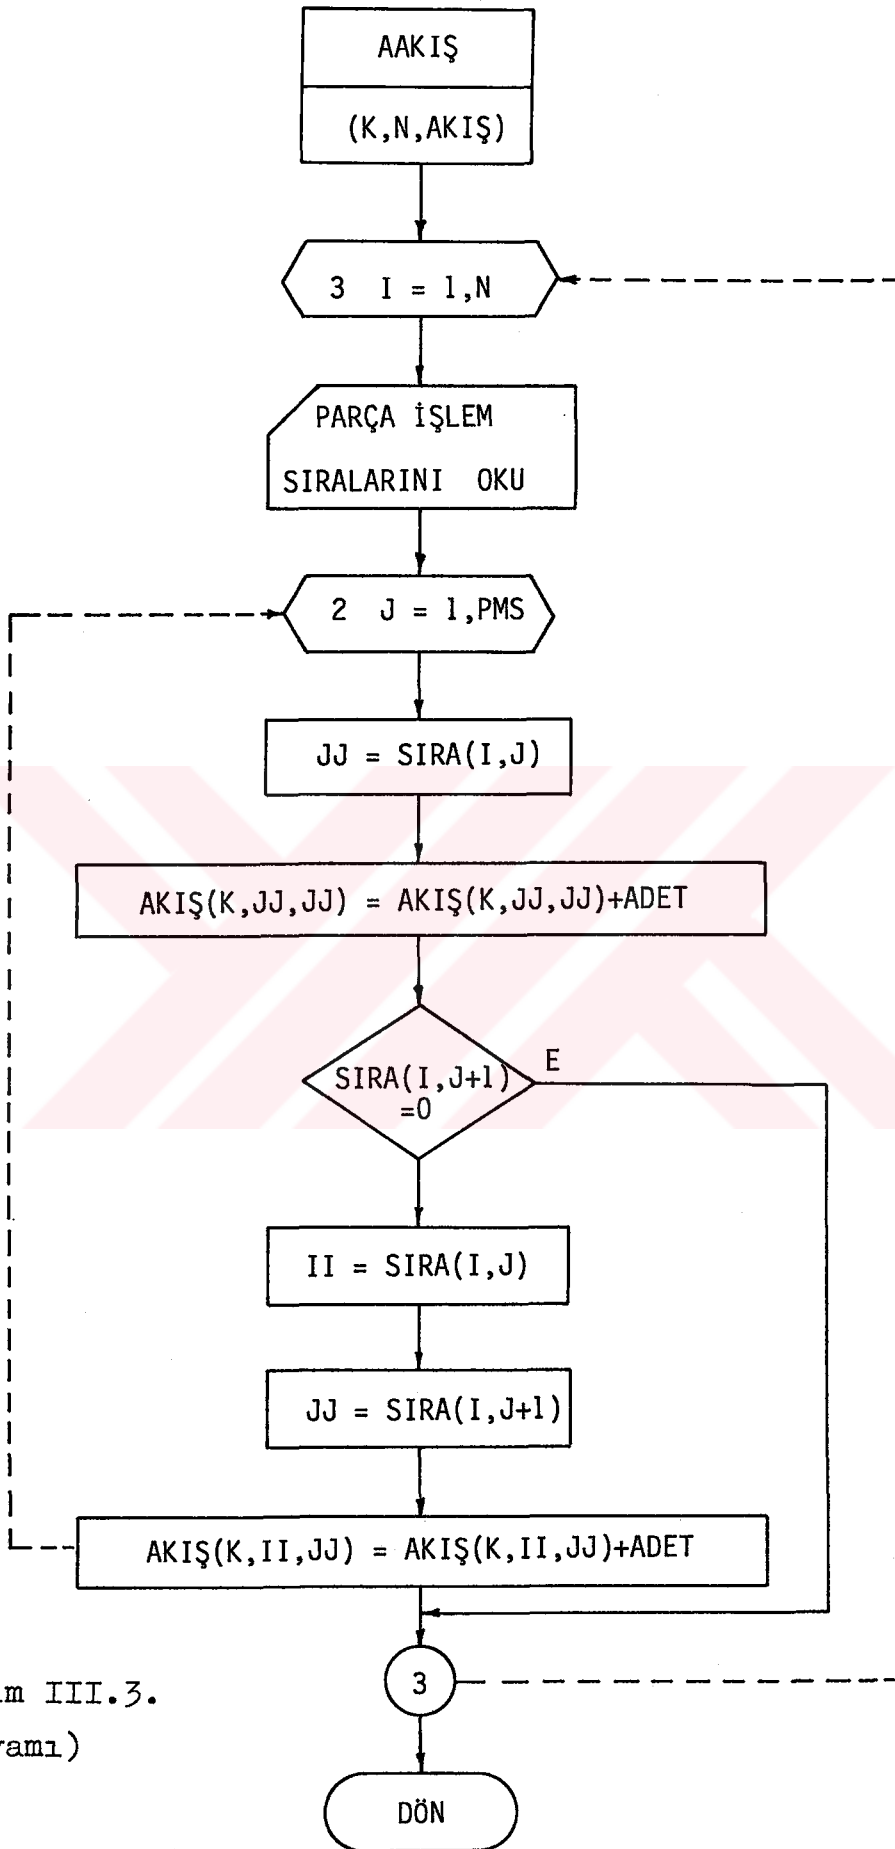 AAKIŞ
(K,N,AKIŞ)
3 I = 1,N
PARÇA İŞLEM
SIRALARINI OKU
2 J = 1,PMS
JJ = SIRA(I,J)
AKIŞ(K,JJ,JJ) = AKIŞ(K,JJ,JJ)+ADET
SIRA(I,J+1)
=0
E
II = SIRA(I,J)
JJ = SIRA(I,J+1)
AKIŞ(K,II,JJ) = AKIŞ(K,II,JJ)+ADET
3
III.3.
DÖN